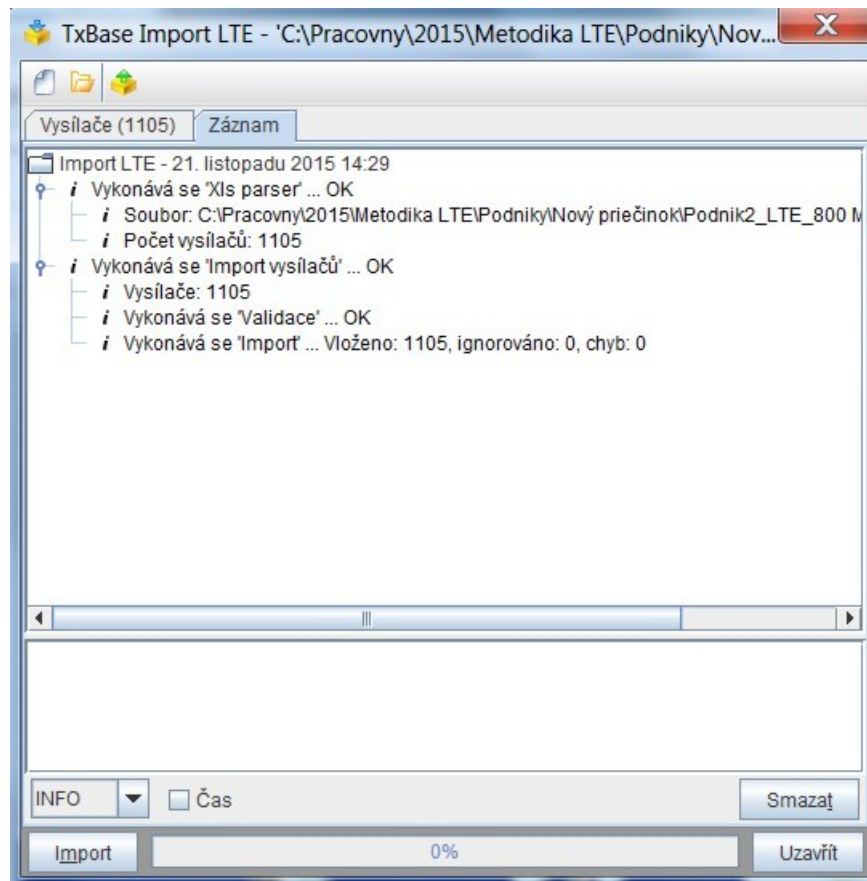 TxBase Import LTE - 'C:\Pracovny\2015\Metodika LTE\Podniky\Nov...
Vysílače (1105) Záznam
Import LTE - 21. listopadu 2015 14:29
i Vykonává se 'Xls parser' ... OK
i Soubor: C:\Pracovny\2015\Metodika LTE\Podniky\Nový priečinok\Podnik2_LTE_800 M
i Počet vysílačů: 1105
i Vykonává se 'Import vysílačů' ... OK
i Vysílače: 1105
i Vykonává se 'Validace' ... OK
i Vykonává se 'Import' ... Vloženo: 1105, ignorováno: 0, chyb: 0
INFO Čas Smazat
Import 0% Uzavřít